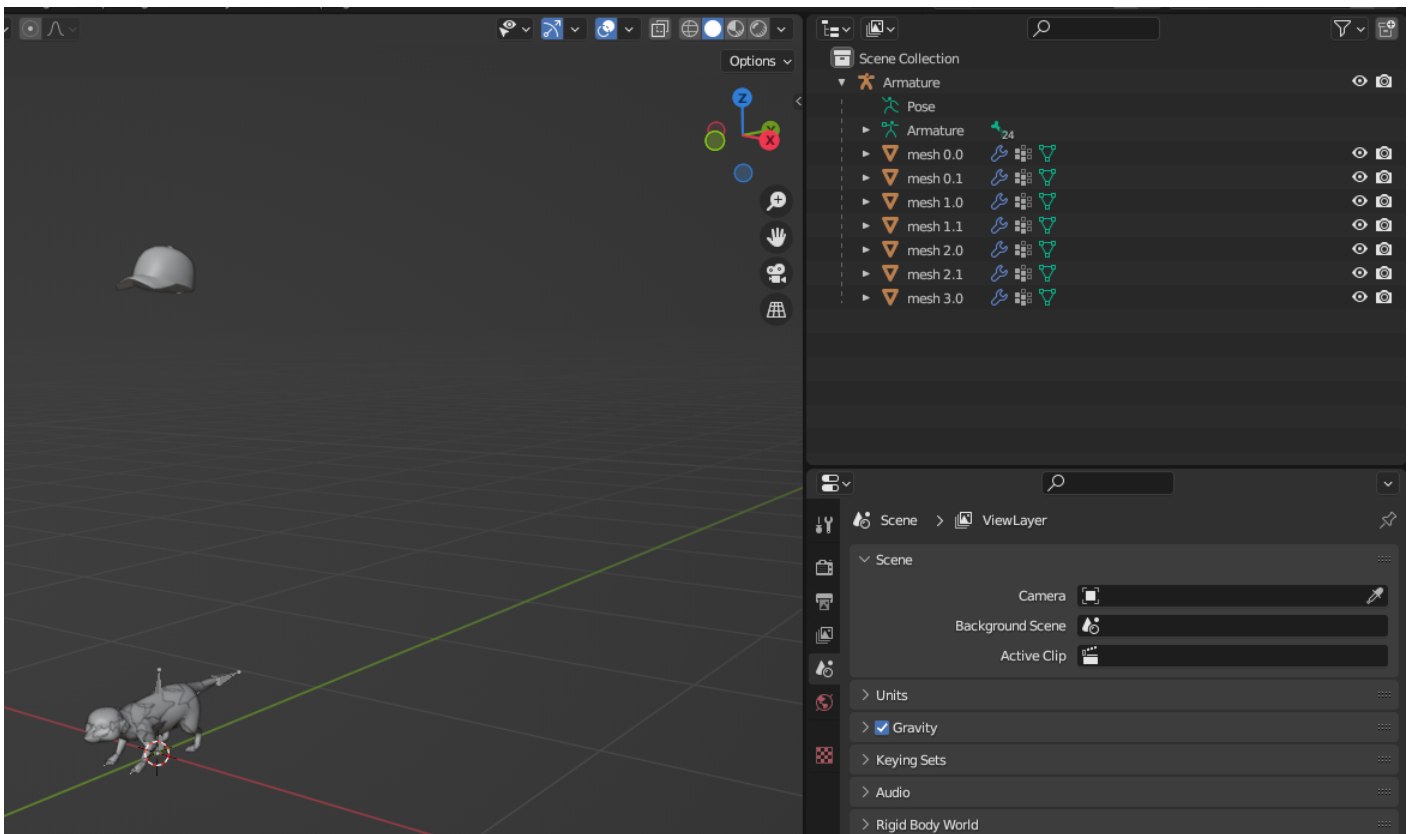 Options
Z
Y
X
Scene Collection
Armature
Pose
Armature 24
mesh 0.0
mesh 0.1
mesh 1.0
mesh 1.1
mesh 2.0
mesh 2.1
mesh 3.0
Scene > ViewLayer
Scene
Camera
Background Scene
Active Clip
Units
Gravity
Keying Sets
Audio
Rigid Body World